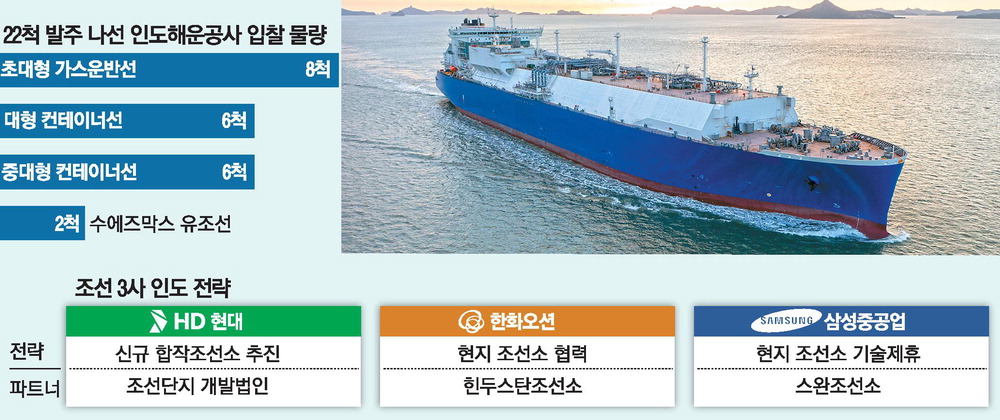 22척 발주 나선 인도해운공사 입찰 물량
초대형 가스운반선 8척
대형 컨테이너선 6척
중대형 컨테이너선 6척
2척 수에즈막스 유조선
조선 3사 인도 전략
HD 현대 한화오션 SAMSUNG 삼성중공업
전략 신규 합작조선소 추진 현지 조선소 협력 현지 조선소 기술제휴
파트너 조선단지 개발법인 힌두스탄조선소 스완조선소